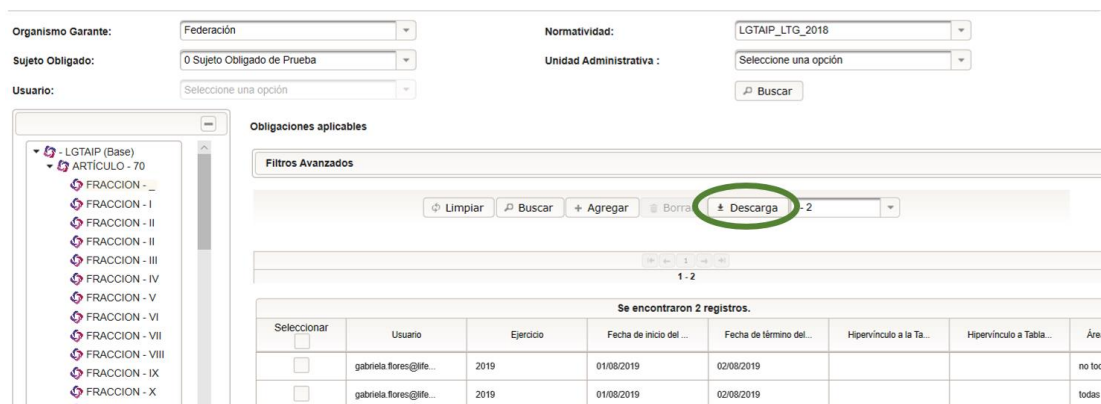 Organismo Garante: Federación Normatividad: LGTAIP_LTG_2018
Sujeto Obligado: 0 Sujeto Obligado de Prueba Unidad Administrativa : Seleccione una opción
Usuario: Seleccione una opción Buscar
Obligaciones aplicables
- LGTAIP (Base)
ARTÍCULO - 70
FRACCION - _
FRACCION - I
FRACCION - II
FRACCION - II
FRACCION - III
FRACCION - IV
FRACCION - V
FRACCION - VI
FRACCION - VII
FRACCION - VIII
FRACCION - IX
FRACCION - X
Filtros Avanzados
Limpiar Buscar + Agregar Borra Descarga - 2
1
1 - 2
Se encontraron 2 registros.
Seleccionar Usuario Ejercicio Fecha de inicio del ... Fecha de término del... Hipervínculo a la Ta... Hipervínculo a Tabla... Áre
gabriela.flores@life... 2019 01/08/2019 02/08/2019 no toc
gabriela.flores@life... 2019 01/08/2019 02/08/2019 todas